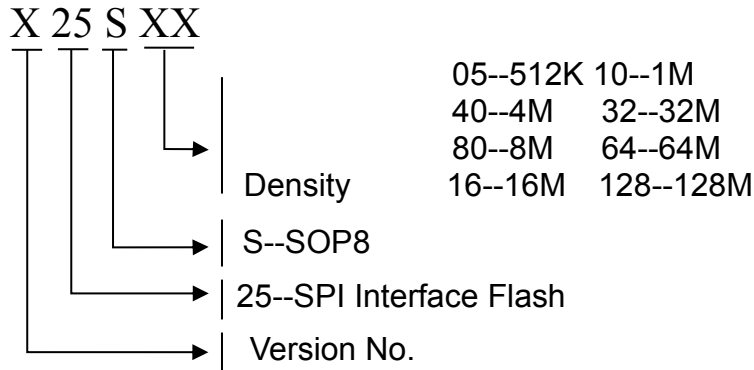 X 25 S XX
05--512K 10--1M
40--4M 32--32M
80--8M 64--64M
Density 16--16M 128--128M
S--SOP8
25--SPI Interface Flash
Version No.